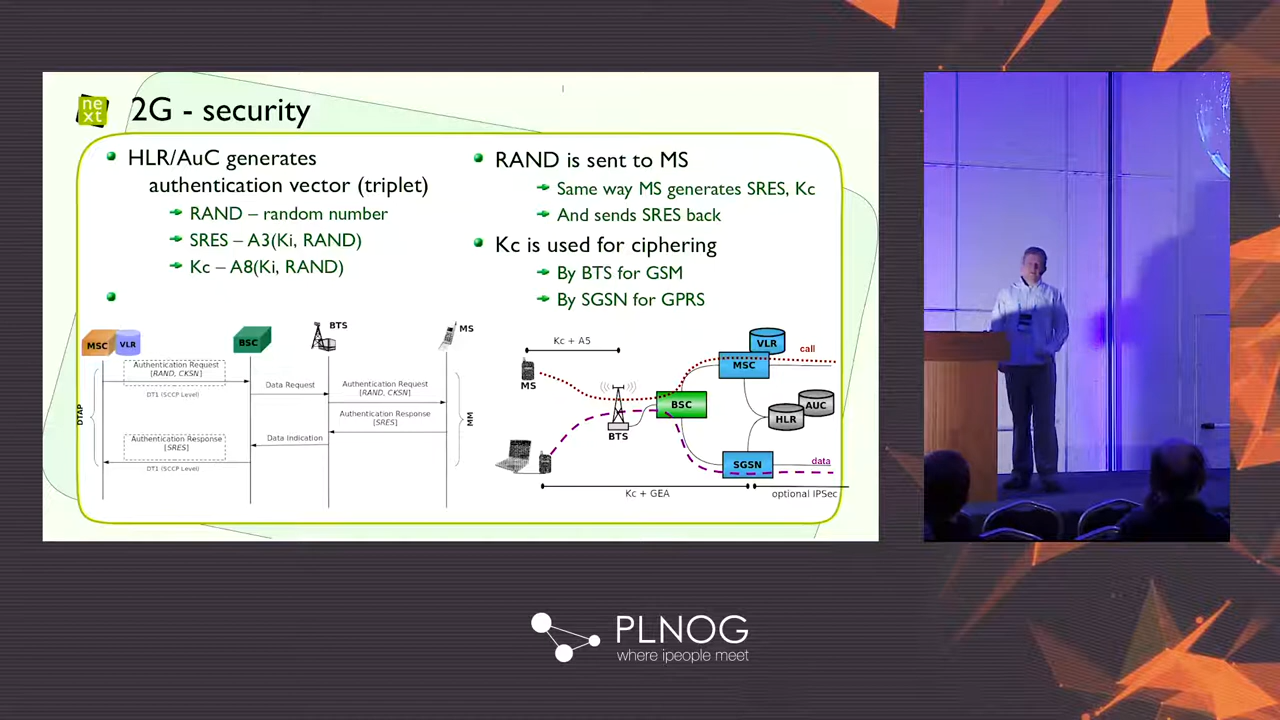 ne
xt
2G - security
HLR/AuC generates
authentication vector (triplet)
RAND – random number
SRES – A3(Ki, RAND)
Kc – A8(Ki, RAND)
RAND is sent to MS
Same way MS generates SRES, Kc
And sends SRES back
Kc is used for ciphering
By BTS for GSM
By SGSN for GPRS
MSC
VLR
BSC
BTS
MS
Authentication Request
[RAND, CKSN]
DT1 (SCCP Level)
Data Request
Authentication Request
[RAND, CKSN]
Authentication Response
[SRES]
Data Indication
Authentication Response
[SRES]
DT1 (SCCP Level)
DTAP
MM
Kc + A5
MS
BTS
BSC
VLR
MSC
call
AUC
HLR
SGSN
data
Kc + GEA
optional IPSec
PLNOG
where ipeople meet